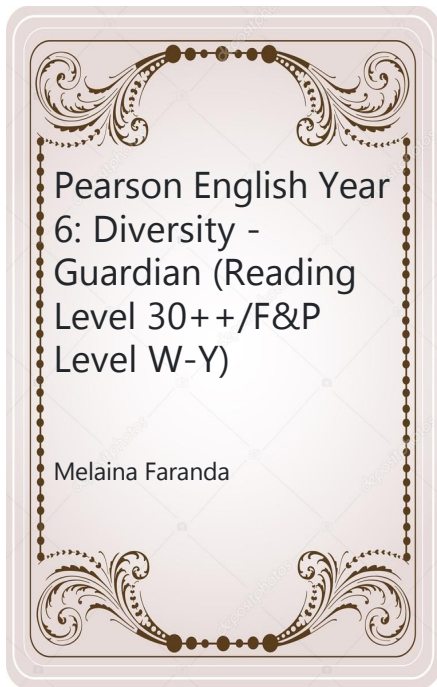 Pearson English Year
6: Diversity -
Guardian (Reading
Level 30++/F&P
Level W-Y)
Melaina Faranda